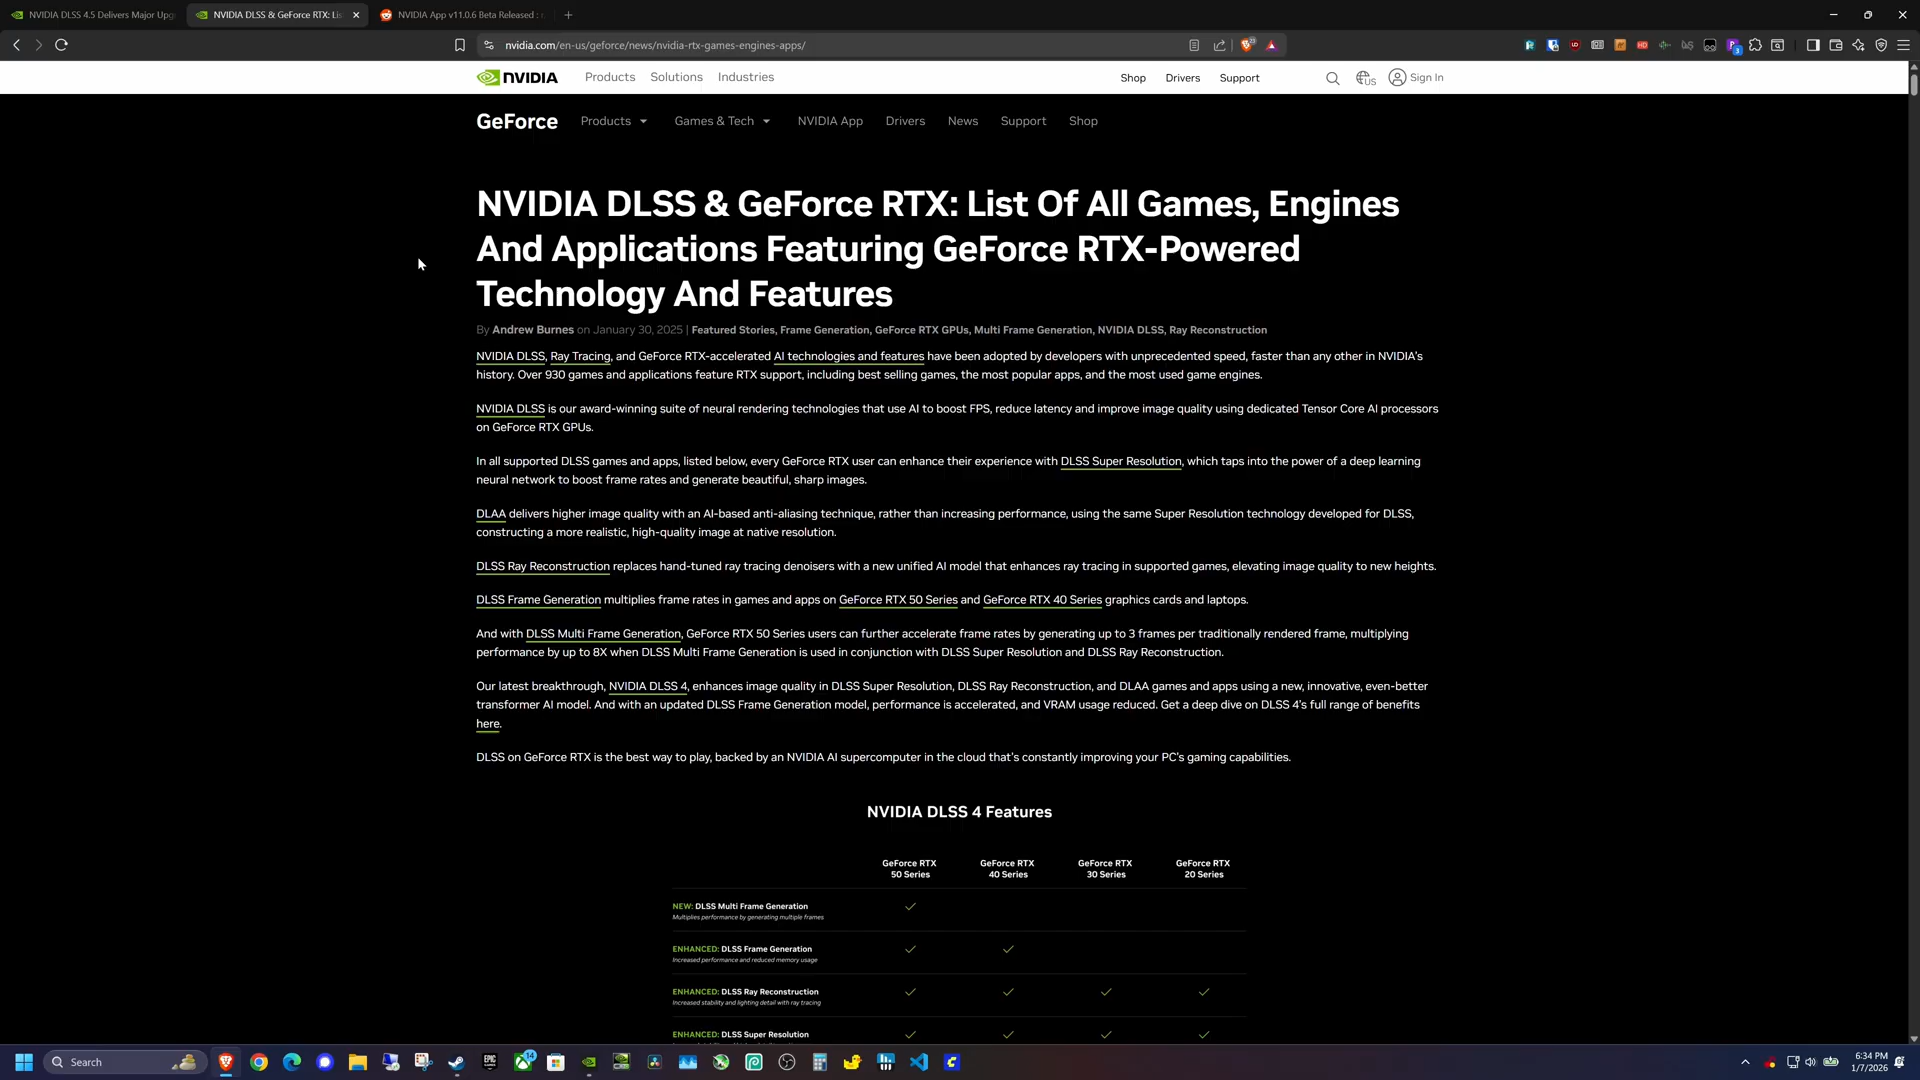 NVIDIA DLSS 4.5 Delivers Major Upg
NVIDIA DLSS & GeForce RTX: Lis
NVIDIA App v11.0.6 Beta Released :
nvidia.com/en-us/geforce/news/nvidia-rtx-games-engines-apps/
NVIDIA Products Solutions Industries Shop Drivers Support US Sign In
GeForce Products Games & Tech NVIDIA App Drivers News Support Shop
NVIDIA DLSS & GeForce RTX: List Of All Games, Engines
And Applications Featuring GeForce RTX-Powered
Technology And Features
By Andrew Burnes on January 30, 2025 | Featured Stories, Frame Generation, GeForce RTX GPUs, Multi Frame Generation, NVIDIA DLSS, Ray Reconstruction
NVIDIA DLSS, Ray Tracing, and GeForce RTX-accelerated AI technologies and features have been adopted by developers with unprecedented speed, faster than any other in NVIDIA's
history. Over 930 games and applications feature RTX support, including best selling games, the most popular apps, and the most used game engines.
NVIDIA DLSS is our award-winning suite of neural rendering technologies that use AI to boost FPS, reduce latency and improve image quality using dedicated Tensor Core AI processors
on GeForce RTX GPUs.
In all supported DLSS games and apps, listed below, every GeForce RTX user can enhance their experience with DLSS Super Resolution, which taps into the power of a deep learning
neural network to boost frame rates and generate beautiful, sharp images.
DLAA delivers higher image quality with an AI-based anti-aliasing technique, rather than increasing performance, using the same Super Resolution technology developed for DLSS,
constructing a more realistic, high-quality image at native resolution.
DLSS Ray Reconstruction replaces hand-tuned ray tracing denoisers with a new unified AI model that enhances ray tracing in supported games, elevating image quality to new heights.
DLSS Frame Generation multiplies frame rates in games and apps on GeForce RTX 50 Series and GeForce RTX 40 Series graphics cards and laptops.
And with DLSS Multi Frame Generation, GeForce RTX 50 Series users can further accelerate frame rates by generating up to 3 frames per traditionally rendered frame, multiplying
performance by up to 8X when DLSS Multi Frame Generation is used in conjunction with DLSS Super Resolution and DLSS Ray Reconstruction.
Our latest breakthrough, NVIDIA DLSS 4, enhances image quality in DLSS Super Resolution, DLSS Ray Reconstruction, and DLAA games and apps using a new, innovative, even-better
transformer AI model. And with an updated DLSS Frame Generation model, performance is accelerated, and VRAM usage reduced. Get a deep dive on DLSS 4's full range of benefits
here.
DLSS on GeForce RTX is the best way to play, backed by an NVIDIA AI supercomputer in the cloud that's constantly improving your PC's gaming capabilities.
NVIDIA DLSS 4 Features
GeForce RTX 50 Series
GeForce RTX 40 Series
GeForce RTX 30 Series
GeForce RTX 20 Series
NEW: DLSS Multi Frame Generation
Multiplies performance by generating multiple frames
ENHANCED: DLSS Frame Generation
Increased performance and reduced memory usage
ENHANCED: DLSS Ray Reconstruction
Increased stability and lighting detail with ray tracing
ENHANCED: DLSS Super Resolution
Search
6:34 PM
1/7/2026